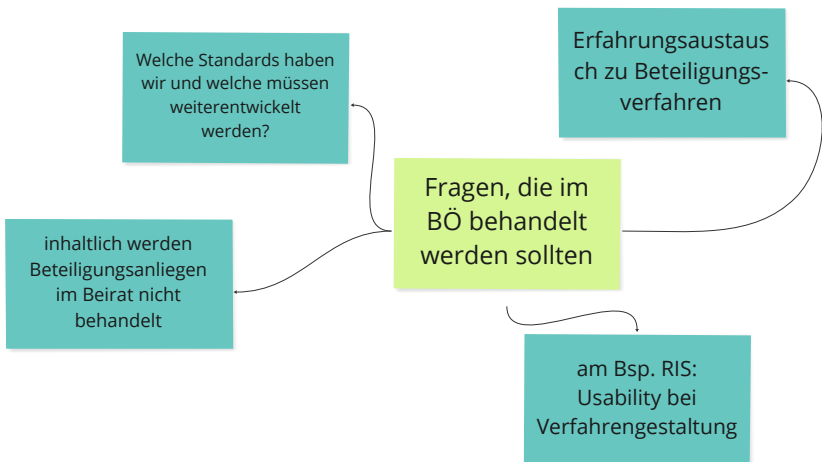 Welche Standards haben
wir und welche müssen
weiterentwickelt
werden?
Erfahrungsaustaus
ch zu Beteiligungs-
verfahren
Fragen, die im
BÖ behandelt
werden sollten
inhaltlich werden
Beteiligungsanliegen
im Beirat nicht
behandelt
am Bsp. RIS:
Usability bei
Verfahrengestaltung